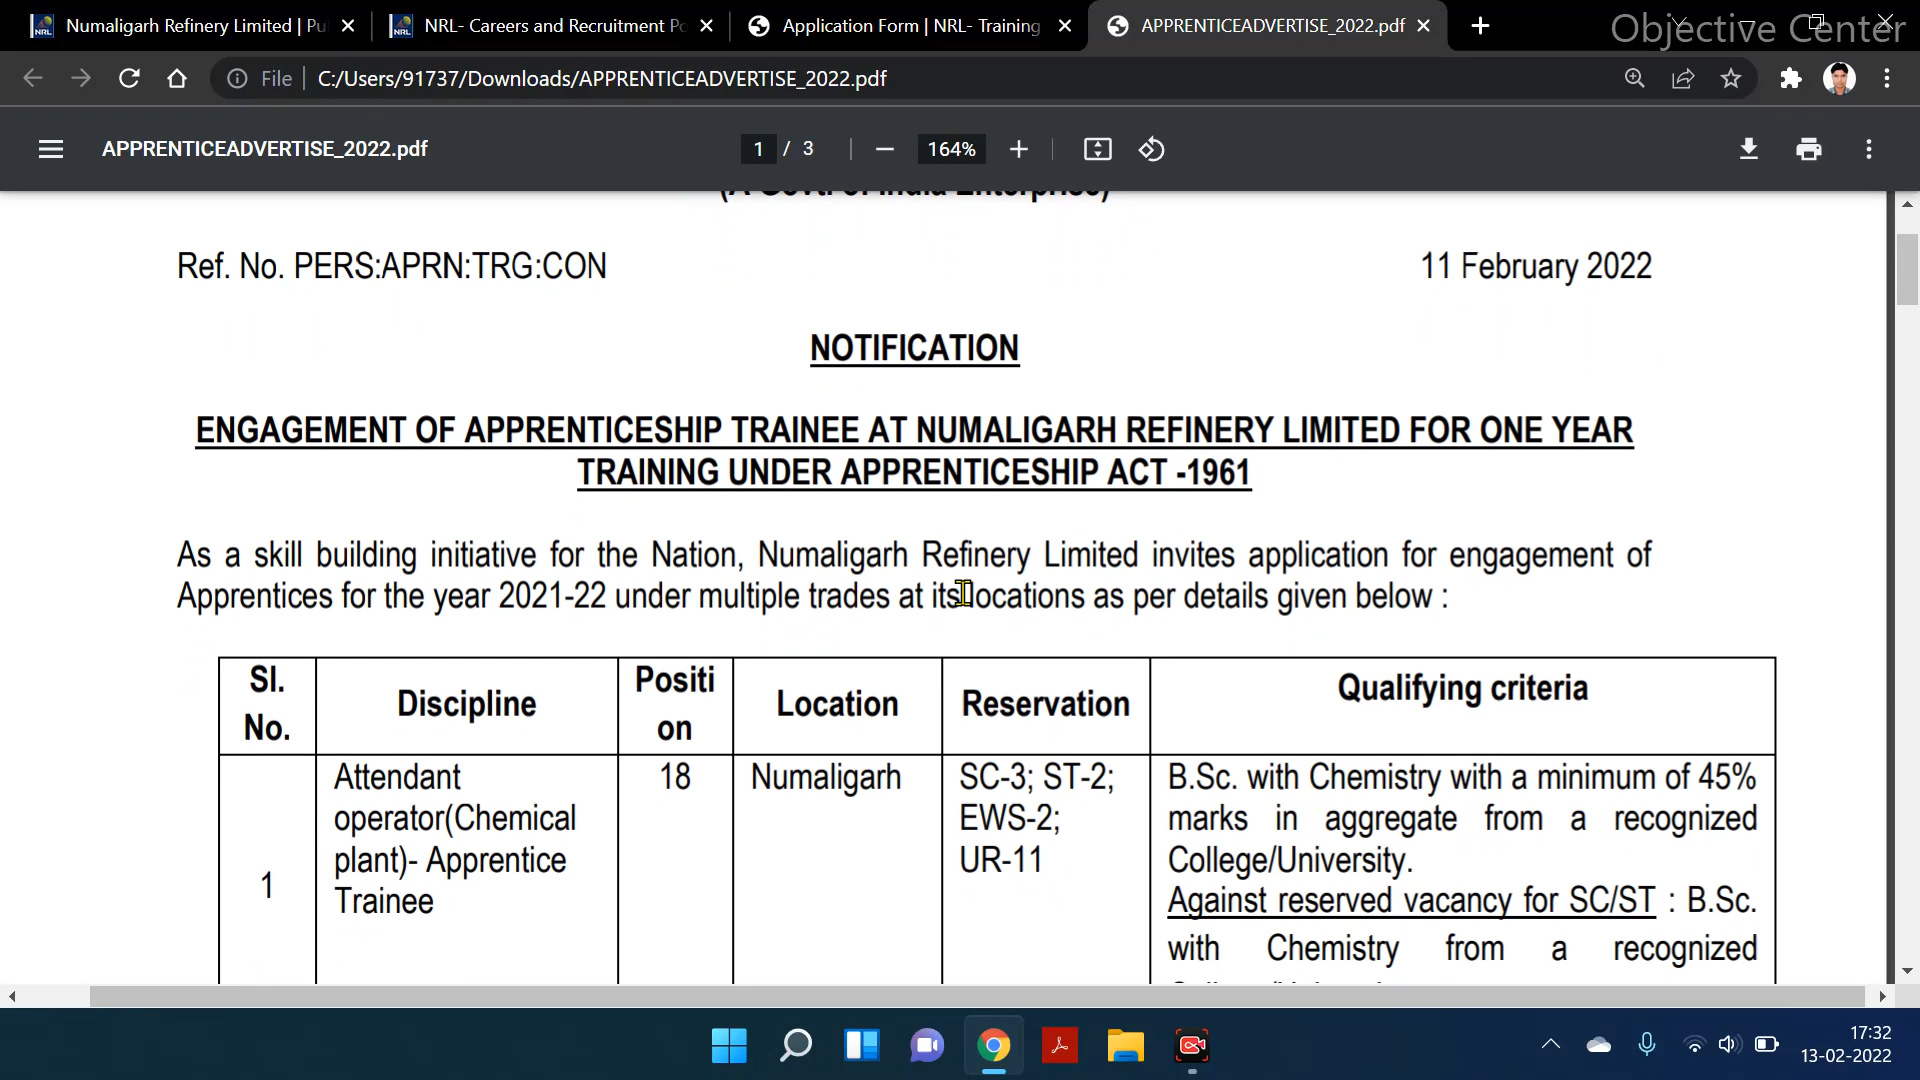 Numaligarh Refinery Limited | Pu
NRL- Careers and Recruitment Po
Application Form | NRL- Training
APPRENTICEADVERTISE_2022.pdf
Objective Center
File
C:/Users/91737/Downloads/APPRENTICEADVERTISE_2022.pdf
APPRENTICEADVERTISE_2022.pdf
1 / 3
164%
(A Govt. of India Enterprise)
Ref. No. PERS:APRN:TRG:CON
11 February 2022
NOTIFICATION
ENGAGEMENT OF APPRENTICESHIP TRAINEE AT NUMALIGARH REFINERY LIMITED FOR ONE YEAR
TRAINING UNDER APPRENTICESHIP ACT -1961
As a skill building initiative for the Nation, Numaligarh Refinery Limited invites application for engagement of
Apprentices for the year 2021-22 under multiple trades at its locations as per details given below :
Sl.
No.
Discipline
Positi
on
Location
Reservation
Qualifying criteria
1
Attendant
operator(Chemical
plant)- Apprentice
Trainee
18
Numaligarh
SC-3; ST-2;
EWS-2;
UR-11
B.Sc. with Chemistry with a minimum of 45%
marks in aggregate from a recognized
College/University.
Against reserved vacancy for SC/ST : B.Sc.
with Chemistry from a recognized
17:32
13-02-2022